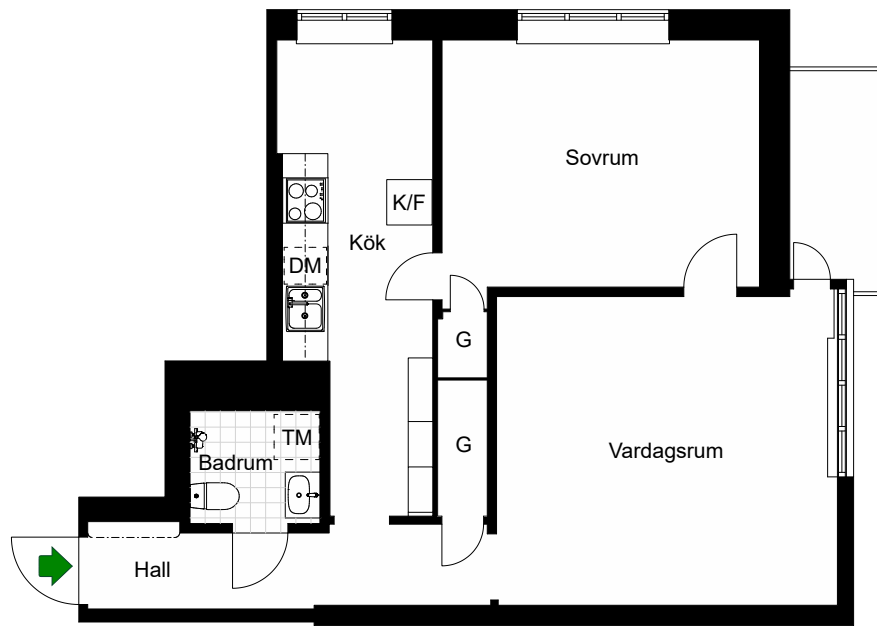 Sovrum
K/F
Kök
DM
G
TM
G
Vardagsrum
Badrum
Hall